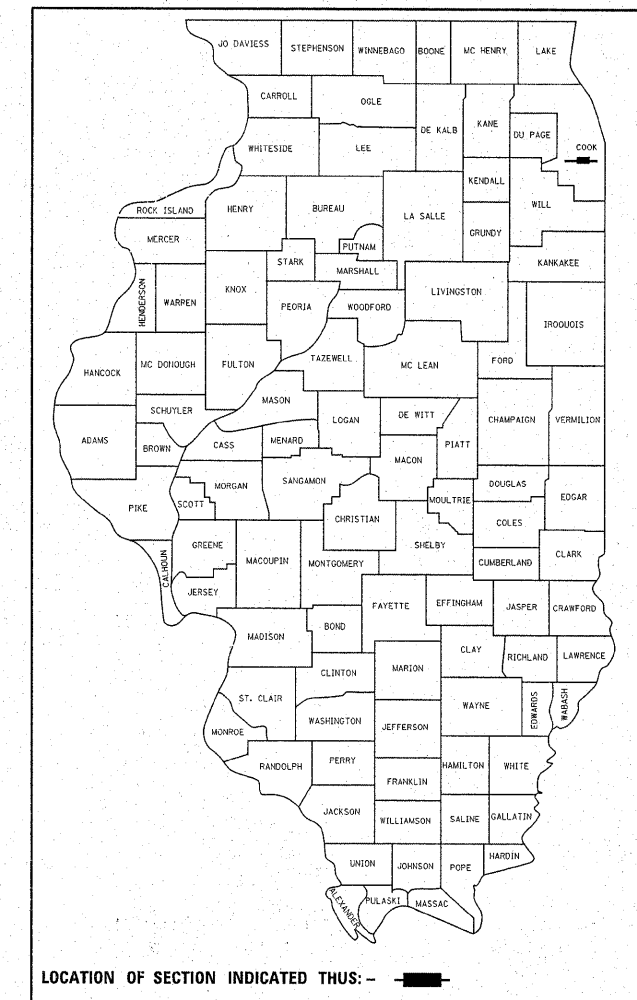 JO DAVIESS
STEPHENSON
WINNEBAGO
BOONE
MC HENRY
LAKE
CARROLL
OGLE
DE KALB
KANE
DU PAGE
COOK
WHITESIDE
LEE
KENDALL
WILL
ROCK ISLAND
HENRY
BUREAU
LA SALLE
GRUNDY
MERCER
PUTNAM
STARK
MARSHALL
KANKAKEE
HENDERSON
WARREN
KNOX
PEORIA
WOODFORD
LIVINGSTON
IROQUOIS
HANCOCK
MC DONOUGH
FULTON
TAZEWELL
MC LEAN
FORD
MASON
SCHUYLER
LOGAN
DE WITT
CHAMPAIGN
VERMILION
ADAMS
BROWN
CASS
MENARD
MACON
PIATT
MORGAN
SANGAMON
DOUGLAS
EDGAR
PIKE
SCOTT
CHRISTIAN
MOULTRIE
COLES
GREENE
MACOUPIN
MONTGOMERY
SHELBY
CUMBERLAND
CLARK
CALHOUN
JERSEY
FAYETTE
EFFINGHAM
JASPER
CRAWFORD
MADISON
BOND
CLAY
RICHLAND
LAWRENCE
CLINTON
MARION
ST. CLAIR
WAYNE
EDWARDS
WABASH
WASHINGTON
JEFFERSON
MONROE
RANDOLPH
PERRY
HAMILTON
WHITE
FRANKLIN
JACKSON
WILLIAMSON
SALINE
GALLATIN
UNION
JOHNSON
POPE
HARDIN
ALEXANDER
PULASKI
MASSAC
LOCATION OF SECTION INDICATED THUS: -